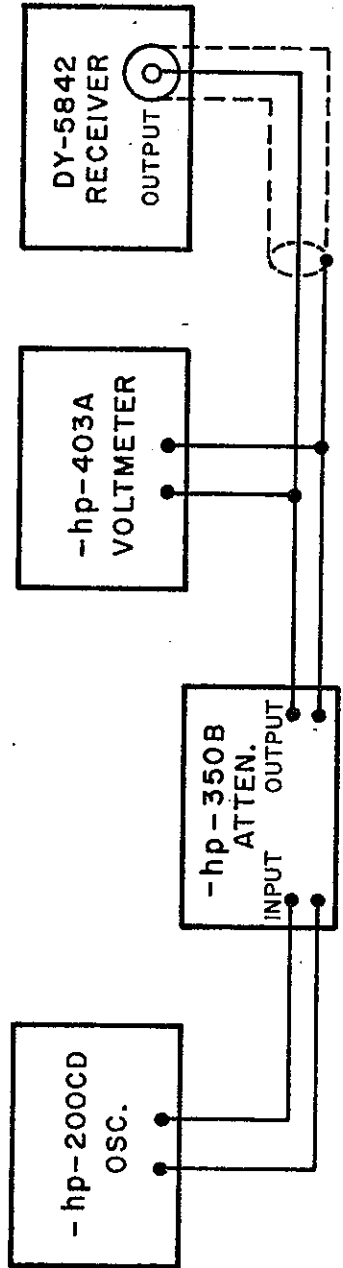 -hp-200CD
OSC.
-hp-350B
ATTEN.
INPUT OUTPUT
-hp-403A
VOLTMETER
DY-5842
RECEIVER
OUTPUT